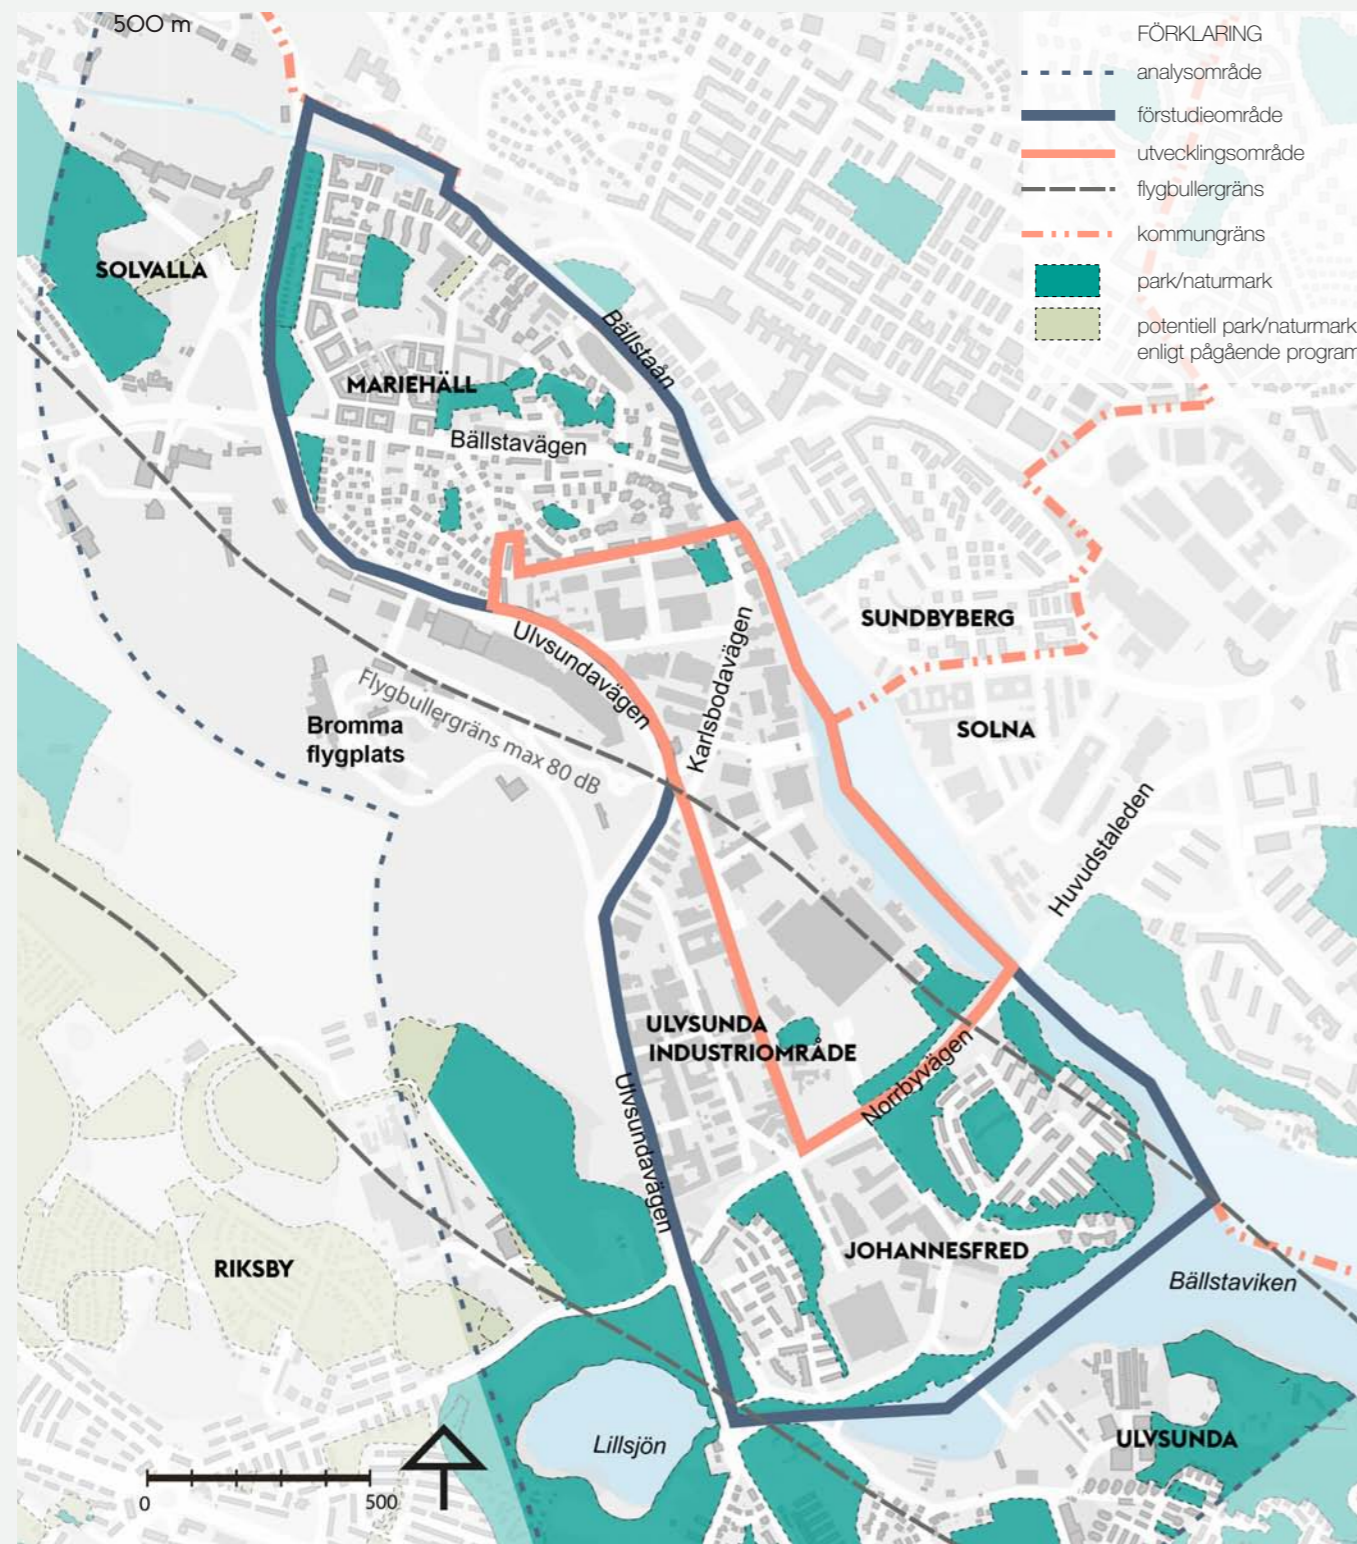 500 m
FÖRKLARING
analysområde
förstudieområde
utvecklingsområde
flygbullergräns
kommungräns
park/naturmark
potentiell park/naturmark
enligt pågående program
SOLVALLA
Bällstaån
MARIEHÄLL
Bällstavägen
SUNDBYBERG
Ulvsundavägen
Karlsbodavägen
Flygbullergräns max 80 dB
Bromma
flygplats
SOLNA
Huvudstaleden
ULVSUNDA
INDUSTRIOMRÅDE
Norrbyvägen
Ulvsundavägen
JOHANNESFRED
RIKSBY
Bällstaviken
Lillsjön
ULVSUNDA
0
500